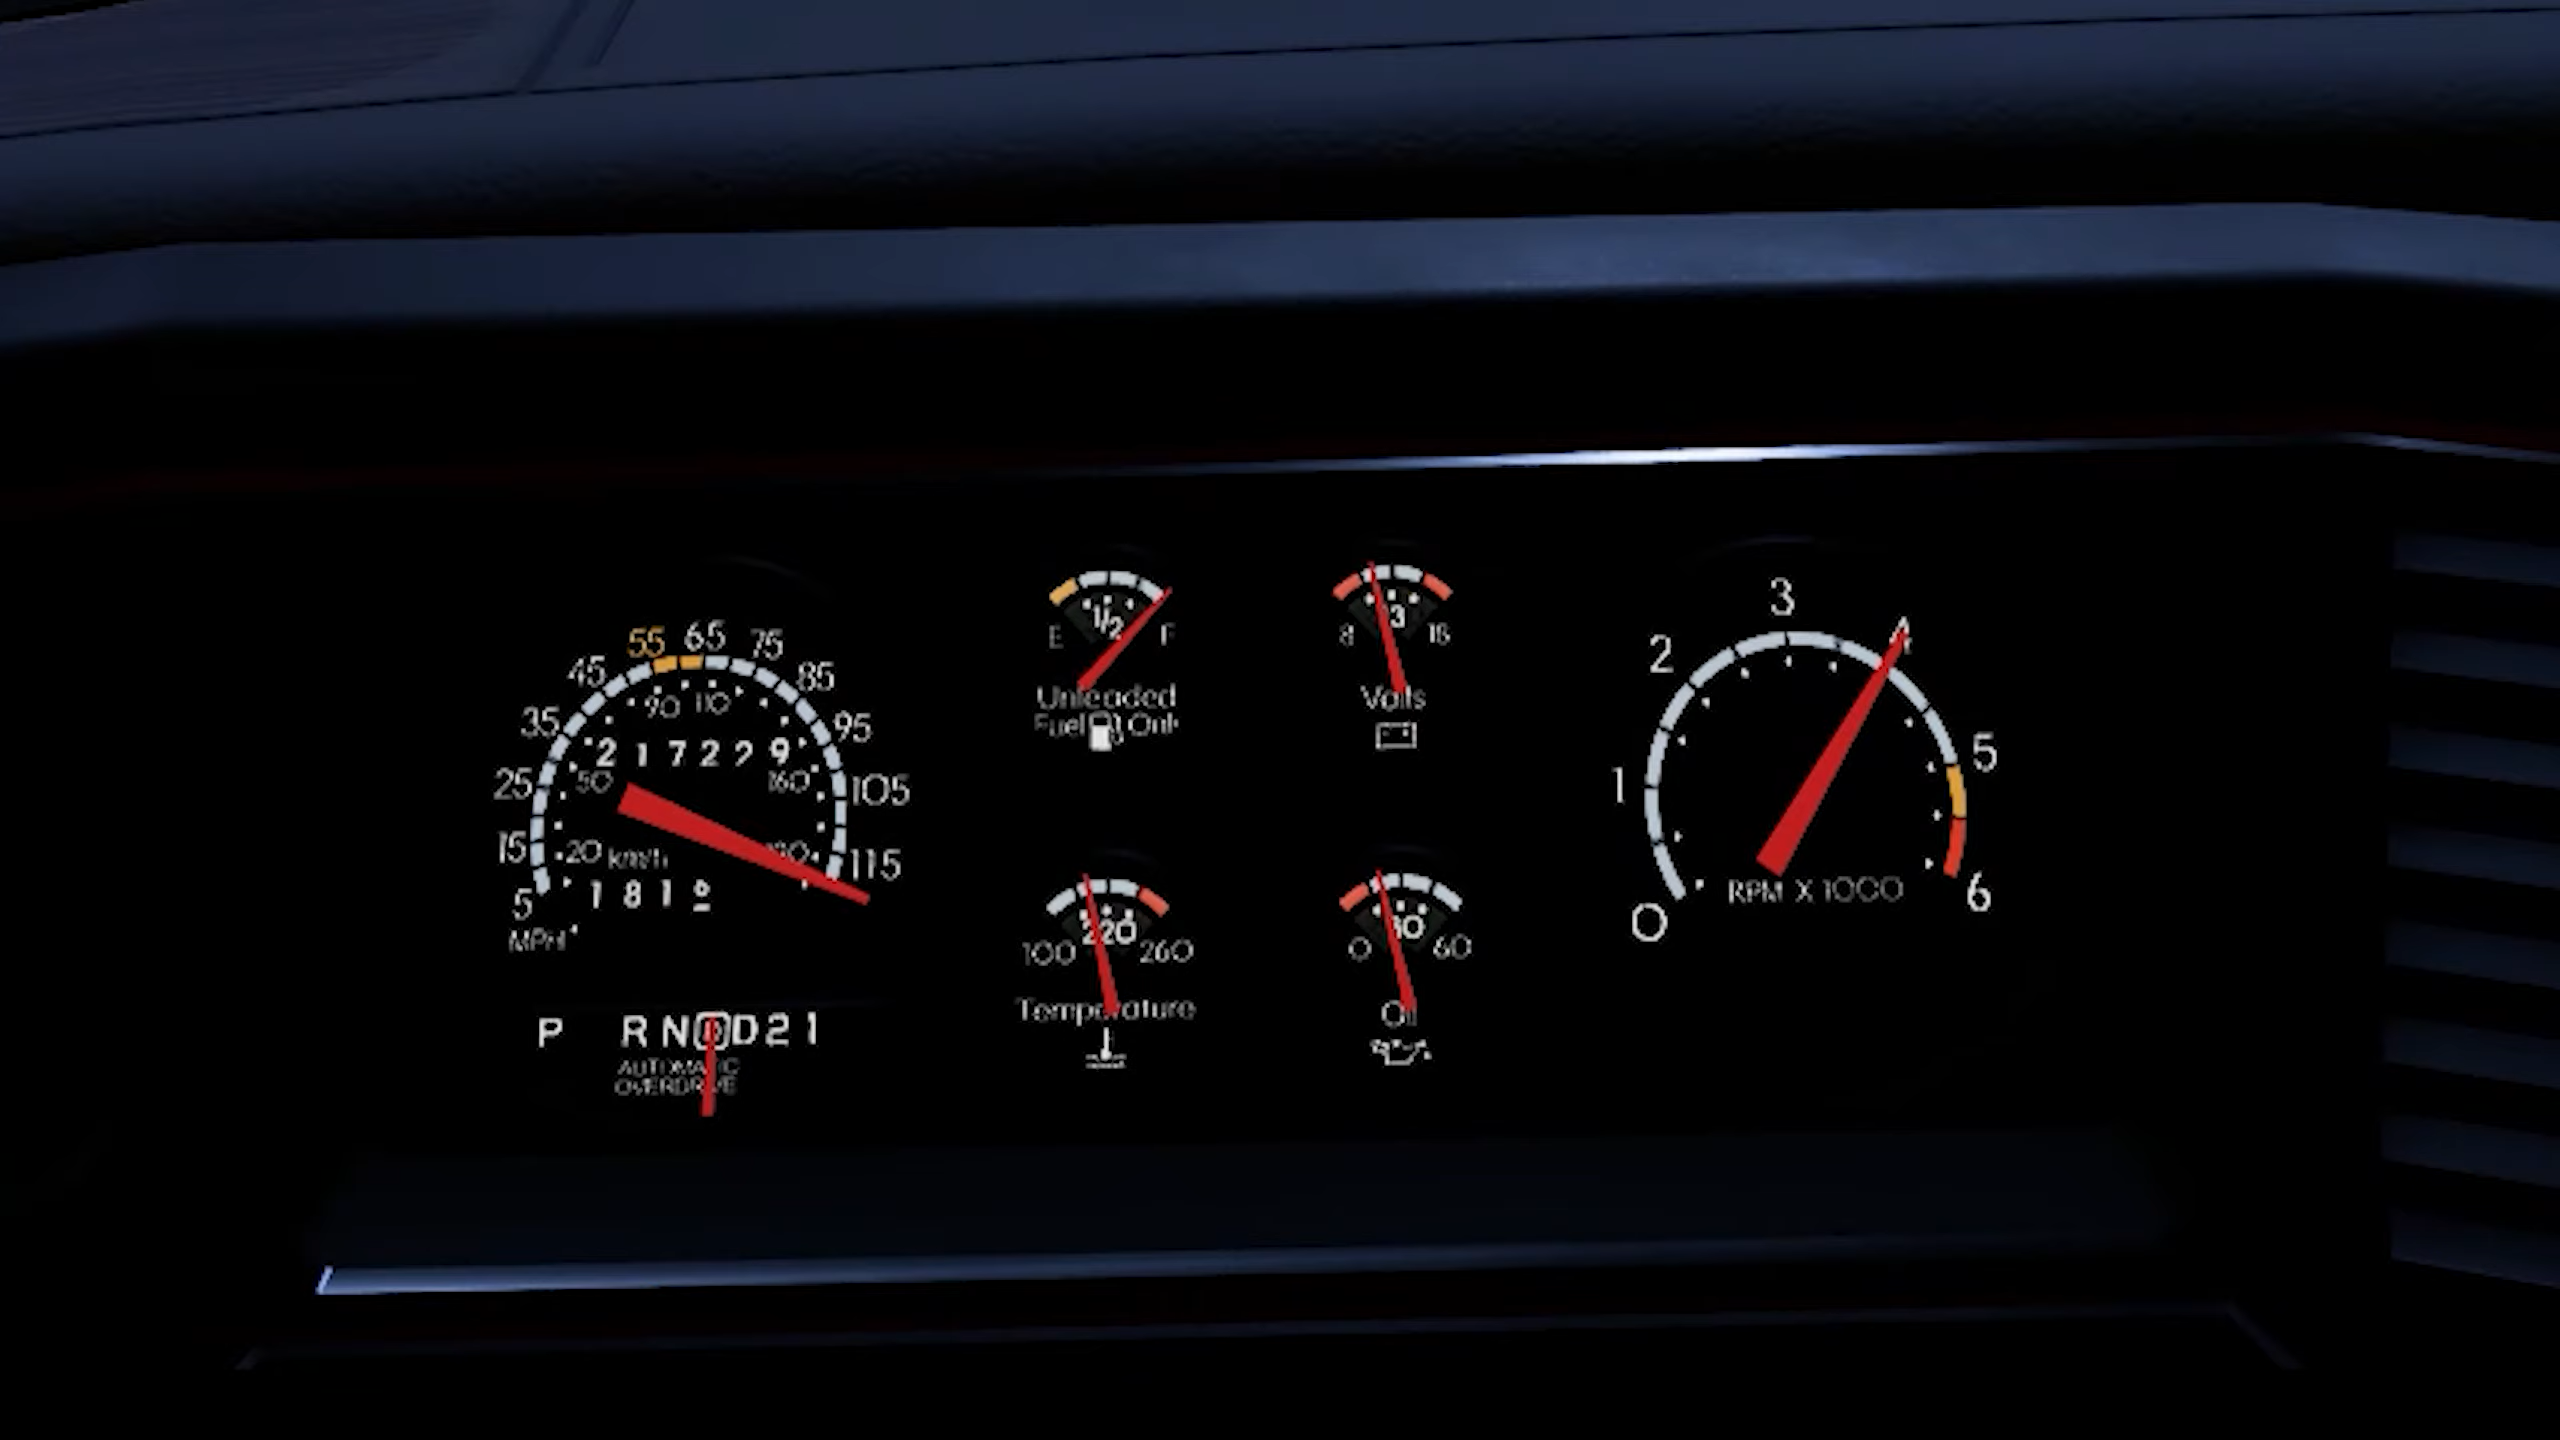 55 65 75
45 85
35 95
90 110
2 1 7 2 2 9
25 50 160 105
15 20 km/h 115
5 1 8 1
MPH
P R N D D 2 1
AUTOMATIC
OVERDRIVE
1/2
E F
Unleaded
Fuel Only
8 13 18
Volts
220
100 260
Temperature
0 60
Oil
3
2 4
1 5
RPM X 1000
0 6